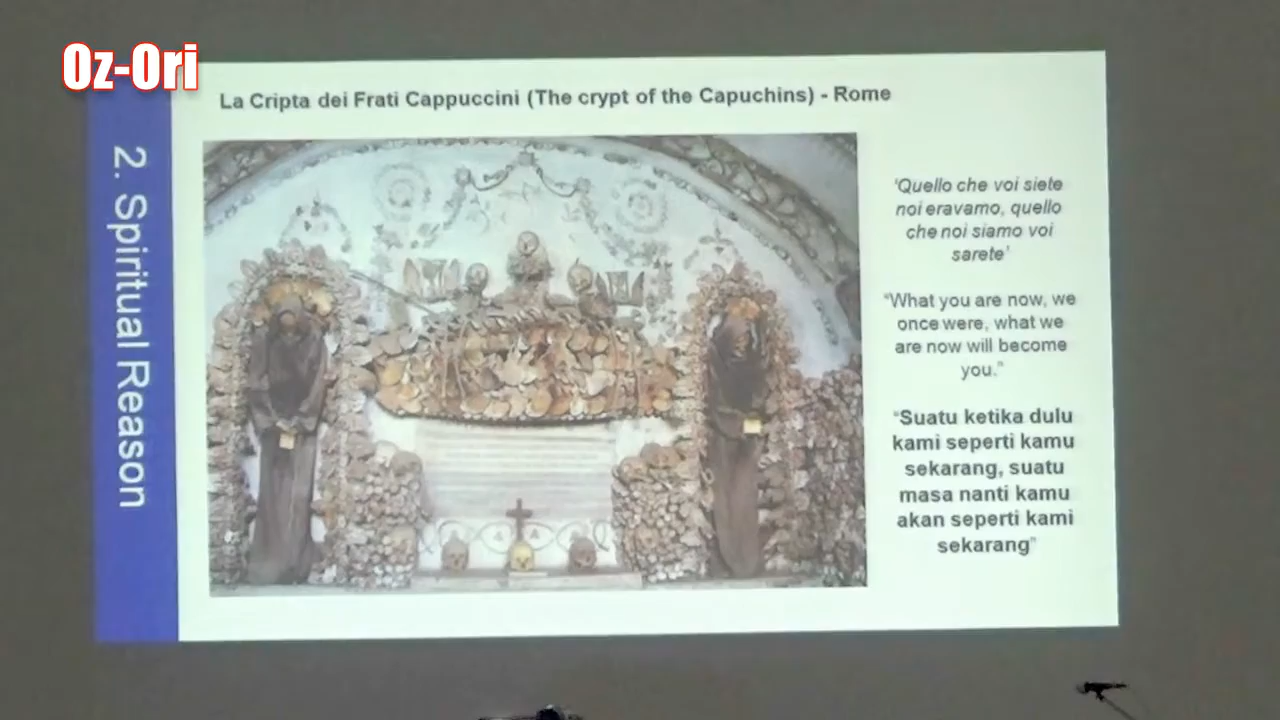 Oz-Ori
La Cripta dei Frati Cappuccini (The crypt of the Capuchins) - Rome
2. Spiritual Reason
‘Quello che voi siete
noi eravamo, quello
che noi siamo voi
sarete’
“What you are now, we
once were, what we
are now will become
you.”
“Suatu ketika dulu
kami seperti kamu
sekarang, suatu
masa nanti kamu
akan seperti kami
sekarang”